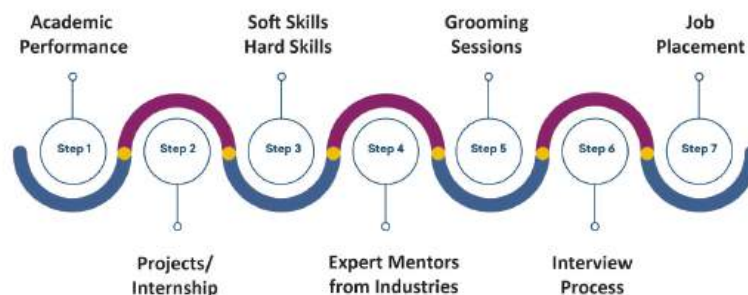 Academic
Performance
Soft Skills
Hard Skills
Grooming
Sessions
Job
Placement
Step 1
Step 2
Step 3
Step 4
Step 5
Step 6
Step 7
Projects/
Internship
Expert Mentors
from Industries
Interview
Process